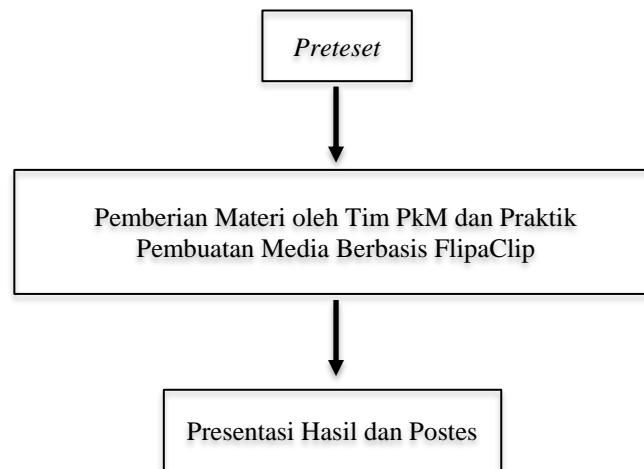 Preteset
Pemberian Materi oleh Tim PkM dan Praktik
Pembuatan Media Berbasis FlipaClip
Presentasi Hasil dan Postes